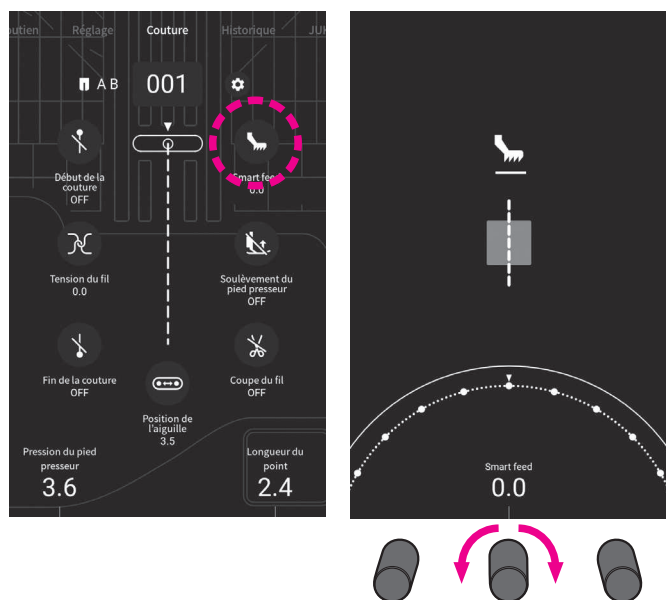 outien Réglage Couture Historique JUK
A B 001
Début de la
couture
OFF
Smart feed
0.0
Tension du fil
0.0
Soulèvement du
pied presseur
OFF
Fin de la couture
OFF
Coupe du fil
OFF
Position de
l'aiguille
3.5
Pression du pied
presseur
3.6
Longueur du
point
2.4
Smart feed
0.0